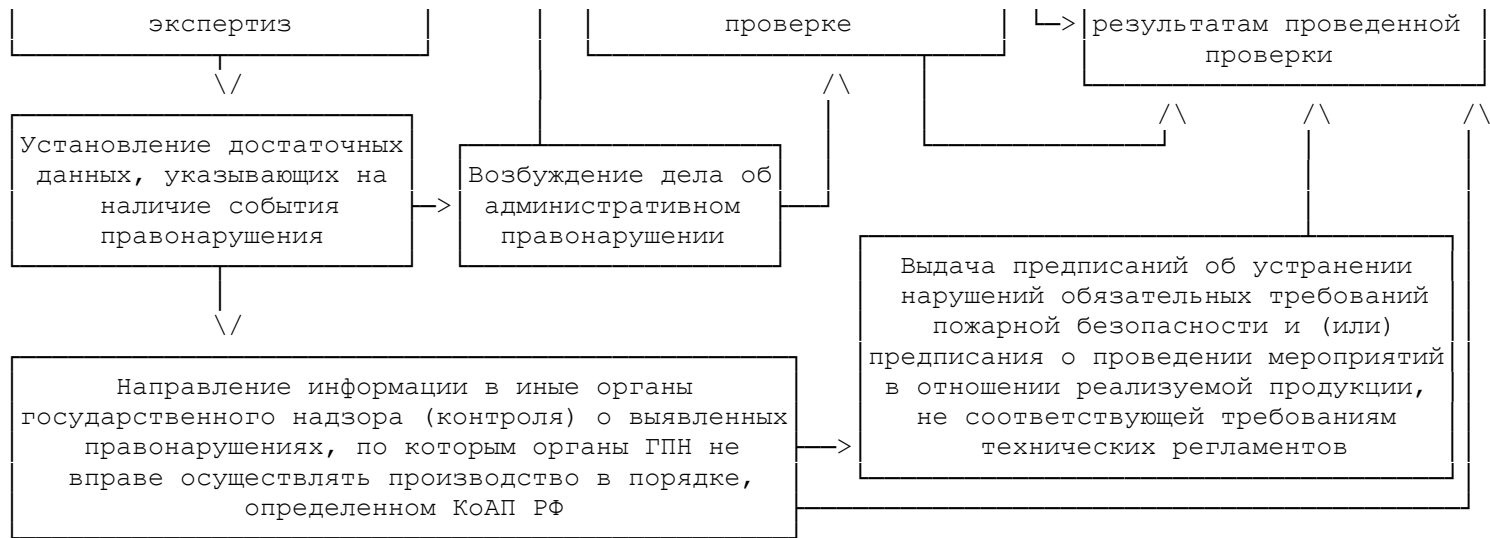 экспертиз
проверке
результатам проведенной
проверки
Установление достаточных
данных, указывающих на
наличие события
правонарушения
Возбуждение дела об
административном
правонарушении
Выдача предписаний об устранении
нарушений обязательных требований
пожарной безопасности и (или)
предписания о проведении мероприятий
в отношении реализуемой продукции,
не соответствующей требованиям
технических регламентов
Направление информации в иные органы
государственного надзора (контроля) о выявленных
правонарушениях, по которым органы ГПН не
вправе осуществлять производство в порядке,
определенном КоАП РФ